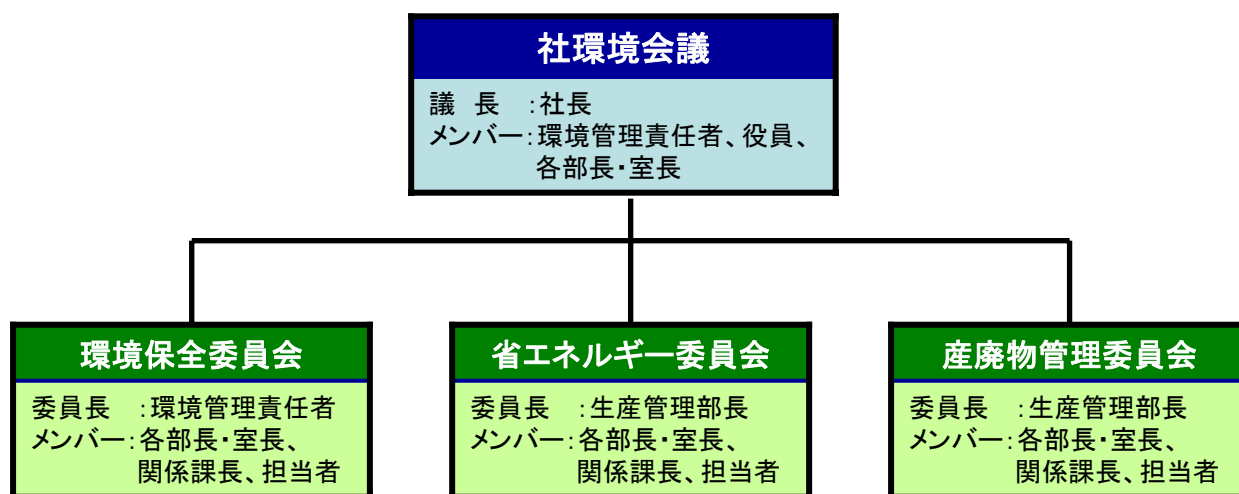 社環境会議
議　長　：社長
メンバー：環境管理責任者、役員、
各部長・室長
環境保全委員会
委員長　：環境管理責任者
メンバー：各部長・室長、
関係課長、担当者
省エネルギー委員会
委員長　：生産管理部長
メンバー：各部長・室長、
関係課長、担当者
産廃物管理委員会
委員長　：生産管理部長
メンバー：各部長・室長、
関係課長、担当者